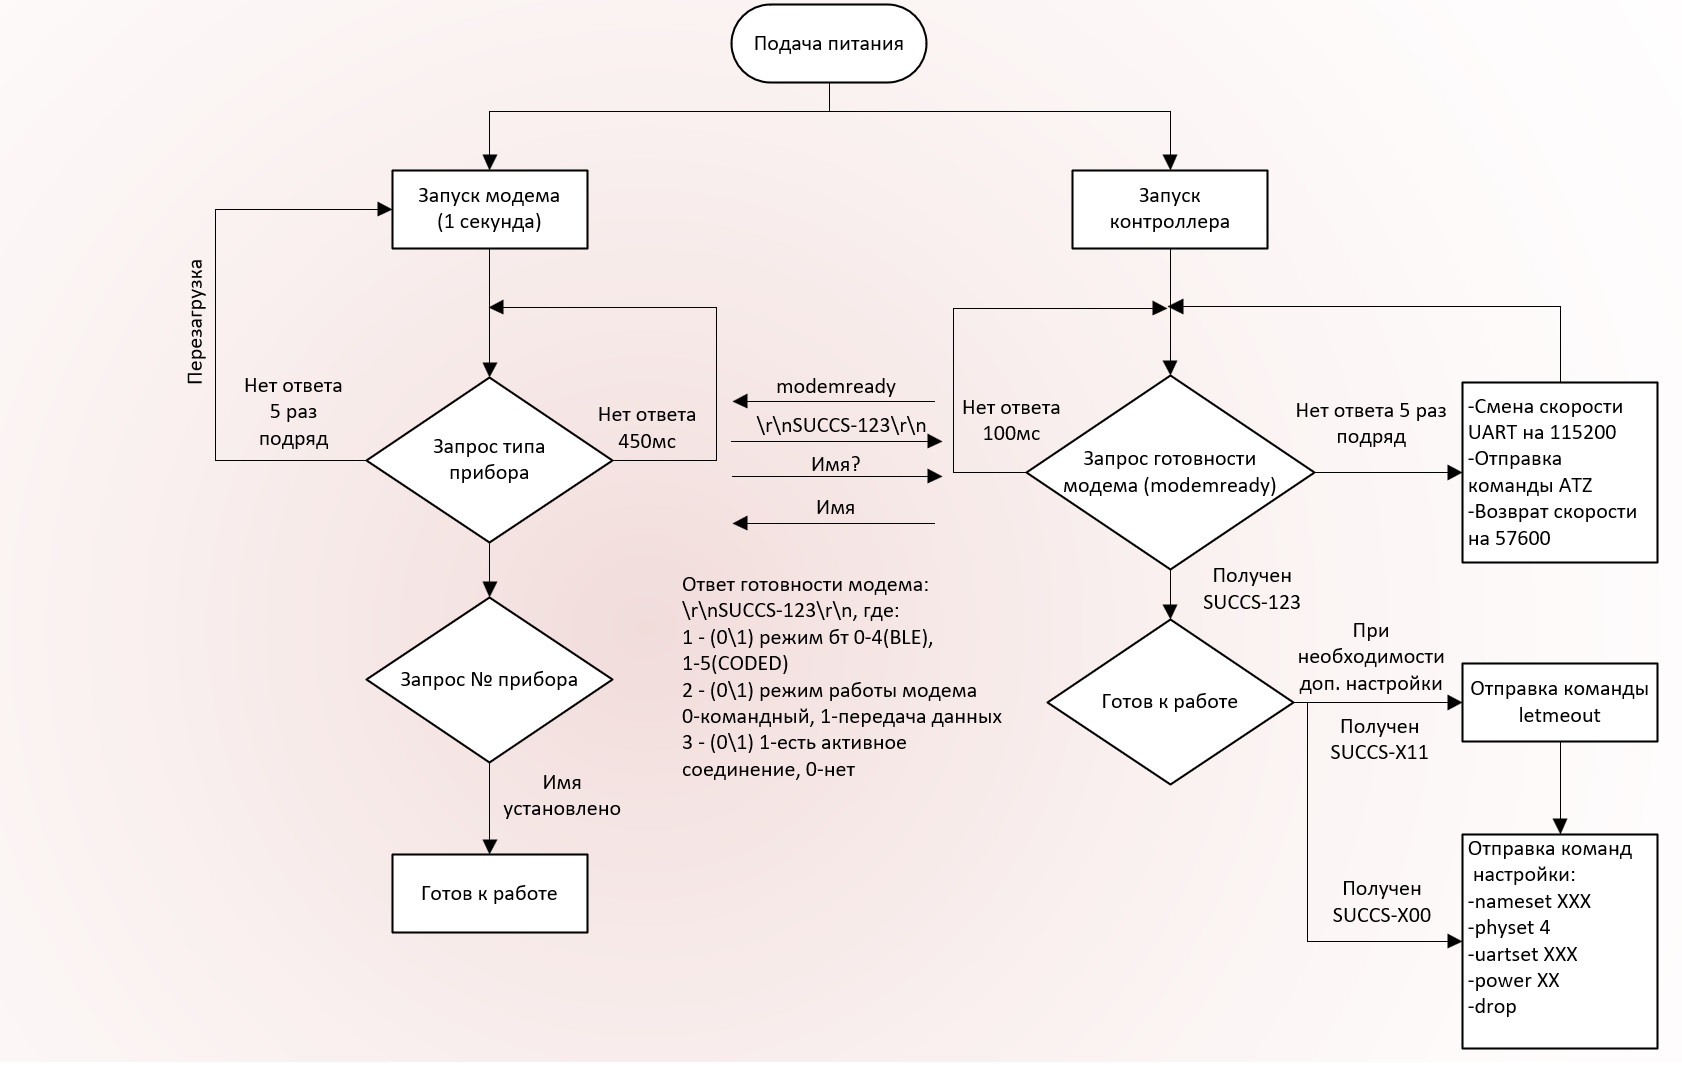 Подача питания
Запуск модема
(1 секунда)
Запуск
контроллера
Перезагрузка
Нет ответа
5 раз
подряд
Запрос типа
прибора
Нет ответа
450мс
modemready
\r\nSUCCS-123\r\n
Имя?
Имя
Нет ответа
100мс
Запрос готовности
модема (modemready)
Нет ответа 5 раз
подряд
-Смена скорости
UART на 115200
-Отправка
команды ATZ
-Возврат скорости
на 57600
Получен
SUCCS-123
Запрос № прибора
Ответ готовности модема:
\r\nSUCCS-123\r\n, где:
1 - (0\1) режим бт 0-4(BLE),
1-5(CODED)
2 - (0\1) режим работы модема
0-командный, 1-передача данных
3 - (0\1) 1-есть активное
соединение, 0-нет
Готов к работе
При
необходимости
доп. настройки
Получен
SUCCS-X11
Отправка команды
letmeout
Имя
установлено
Готов к работе
Получен
SUCCS-X00
Отправка команд
настройки:
-nameset XXX
-physet 4
-uartset XXX
-power XX
-drop